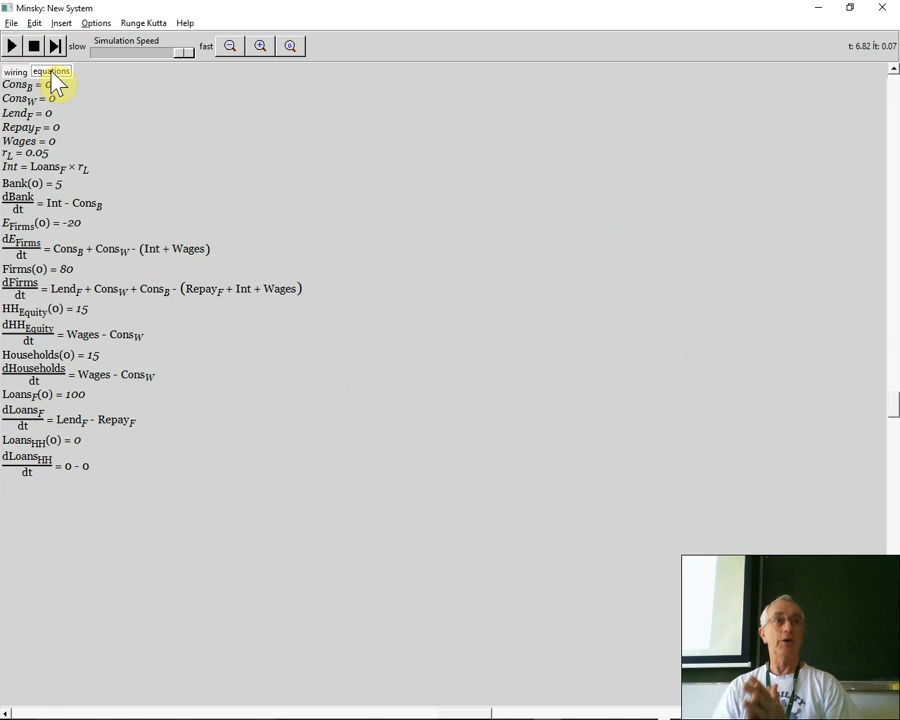 Minsky: New System
File Edit Insert Options Runge Kutta Help
slow Simulation Speed fast t: 6.82 Δt: 0.07
wiring equations
Cons_B = 0
Cons_W = 0
Lend_F = 0
Repay_F = 0
Wages = 0
r_L = 0.05
Int = Loans_F × r_L
Bank(0) = 5
dBank/dt = Int - Cons_B
E_Firms(0) = -20
dE_Firms/dt = Cons_B + Cons_W - (Int + Wages)
Firms(0) = 80
dFirms/dt = Lend_F + Cons_W + Cons_B - (Repay_F + Int + Wages)
HH_Equity(0) = 15
dHH_Equity/dt = Wages - Cons_W
Households(0) = 15
dHouseholds/dt = Wages - Cons_W
Loans_F(0) = 100
dLoans_F/dt = Lend_F - Repay_F
Loans_HH(0) = 0
dLoans_HH/dt = 0 - 0